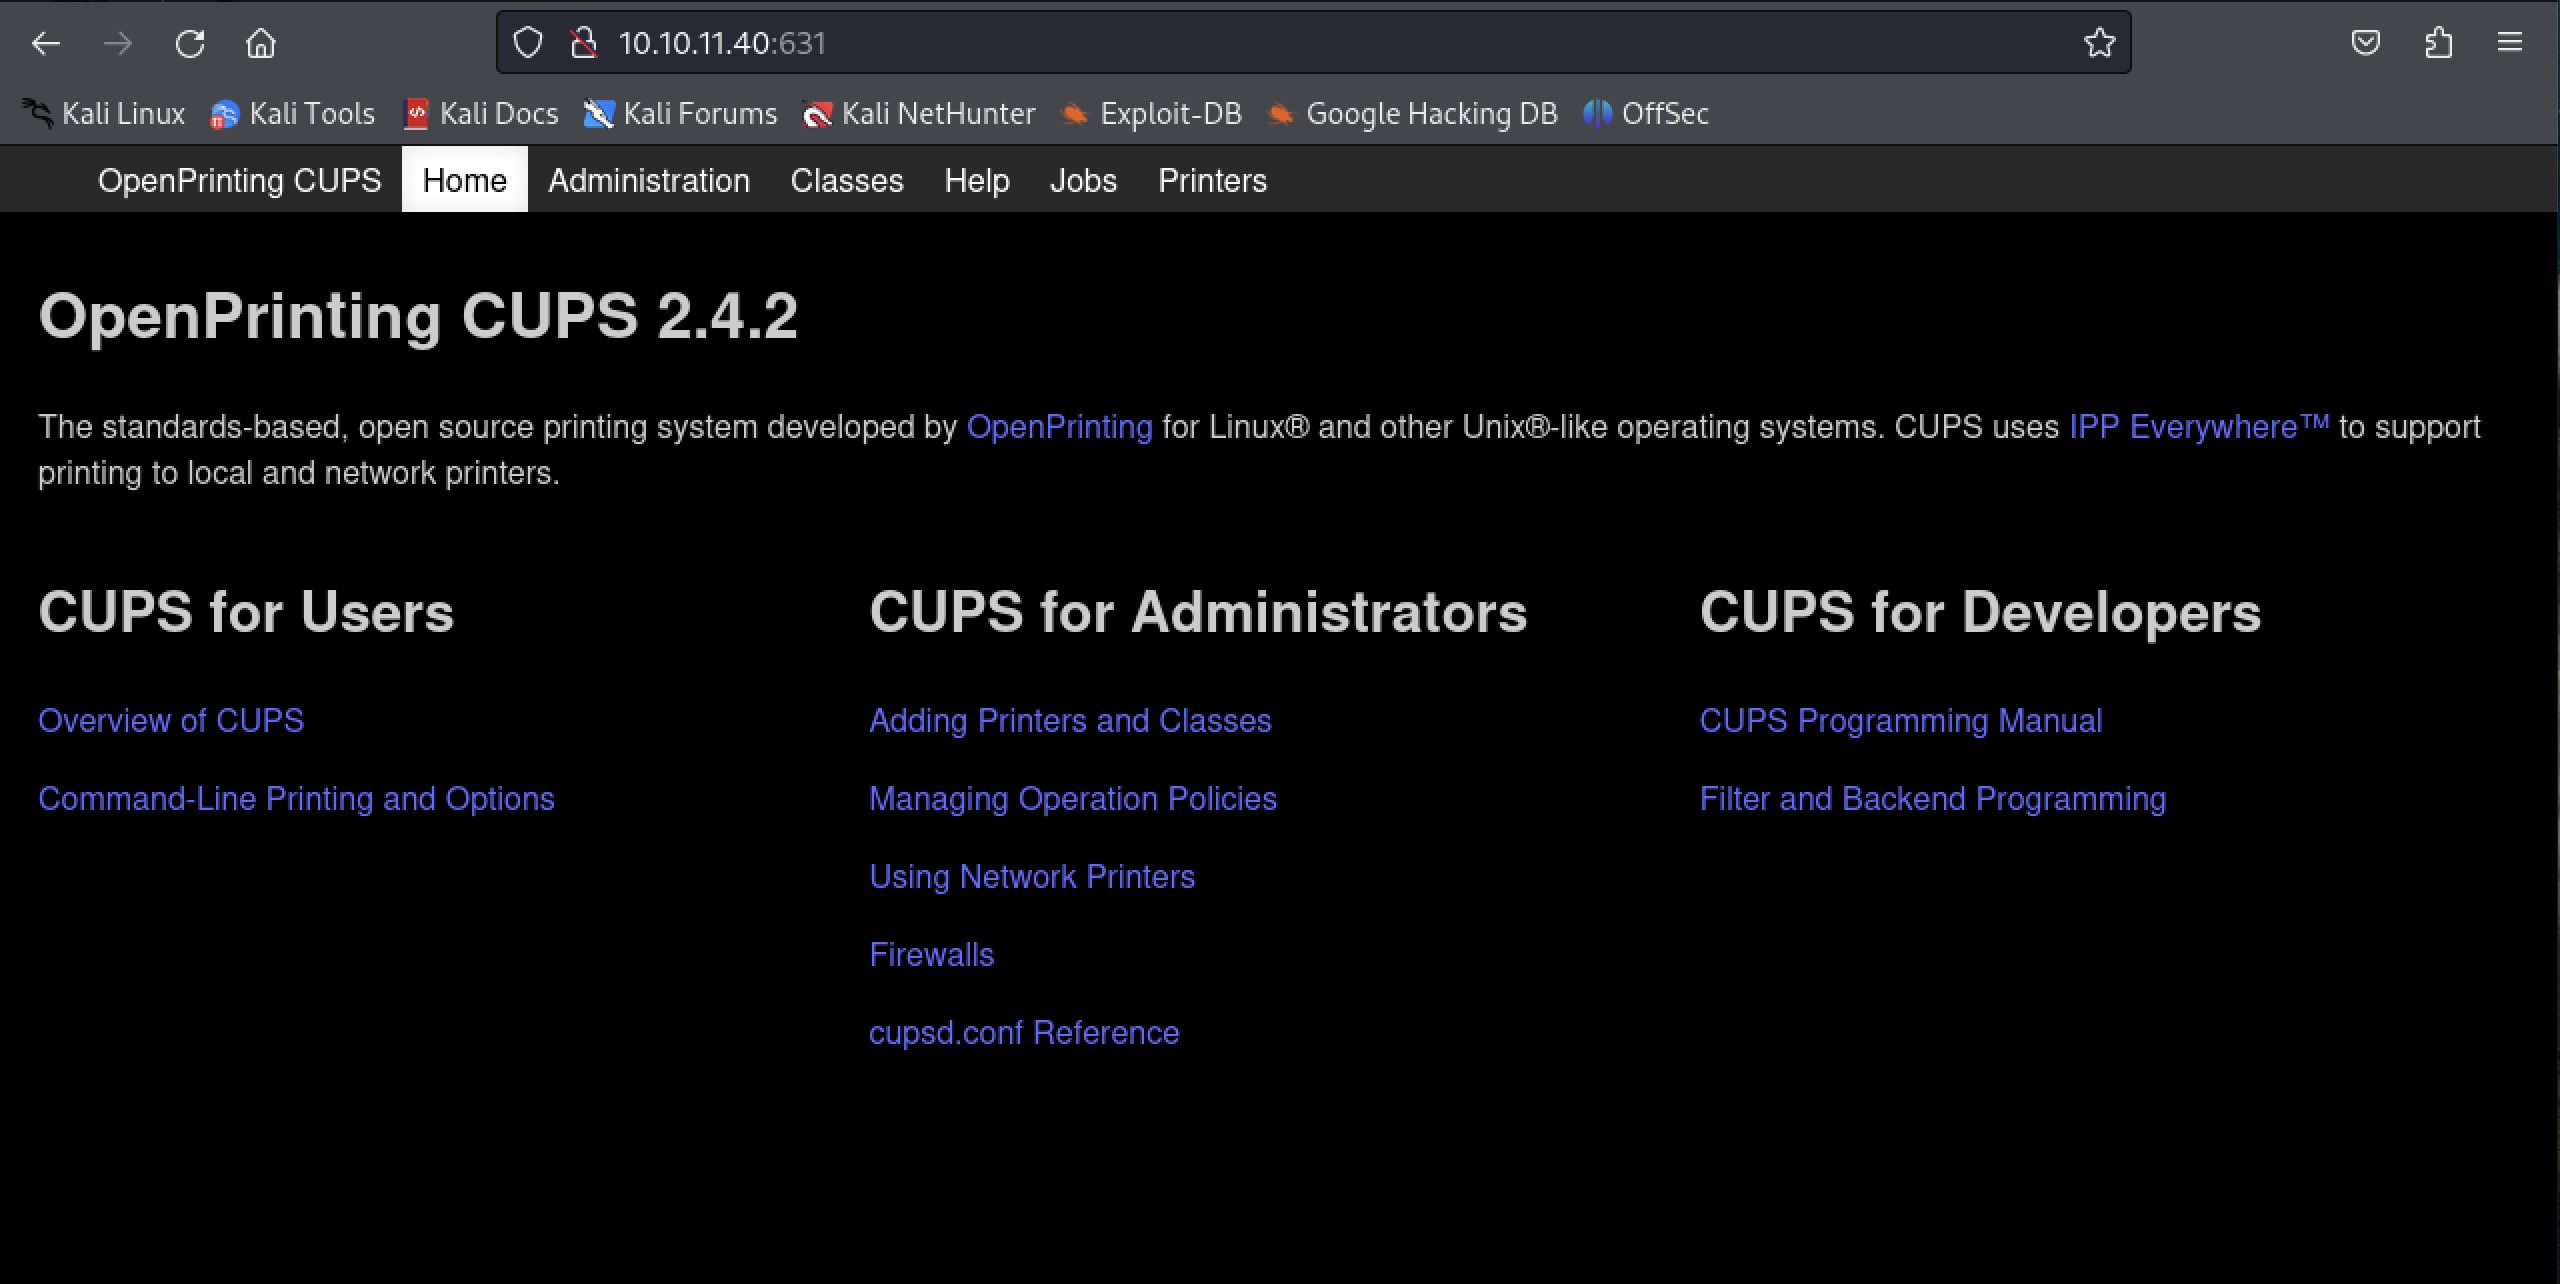 10.10.11.40:631
Kali Linux Kali Tools Kali Docs Kali Forums Kali NetHunter Exploit-DB Google Hacking DB OffSec
OpenPrinting CUPS Home Administration Classes Help Jobs Printers
OpenPrinting CUPS 2.4.2
The standards-based, open source printing system developed by OpenPrinting for Linux® and other Unix®-like operating systems. CUPS uses IPP Everywhere™ to support
printing to local and network printers.
CUPS for Users
Overview of CUPS
Command-Line Printing and Options
CUPS for Administrators
Adding Printers and Classes
Managing Operation Policies
Using Network Printers
Firewalls
cupsd.conf Reference
CUPS for Developers
CUPS Programming Manual
Filter and Backend Programming